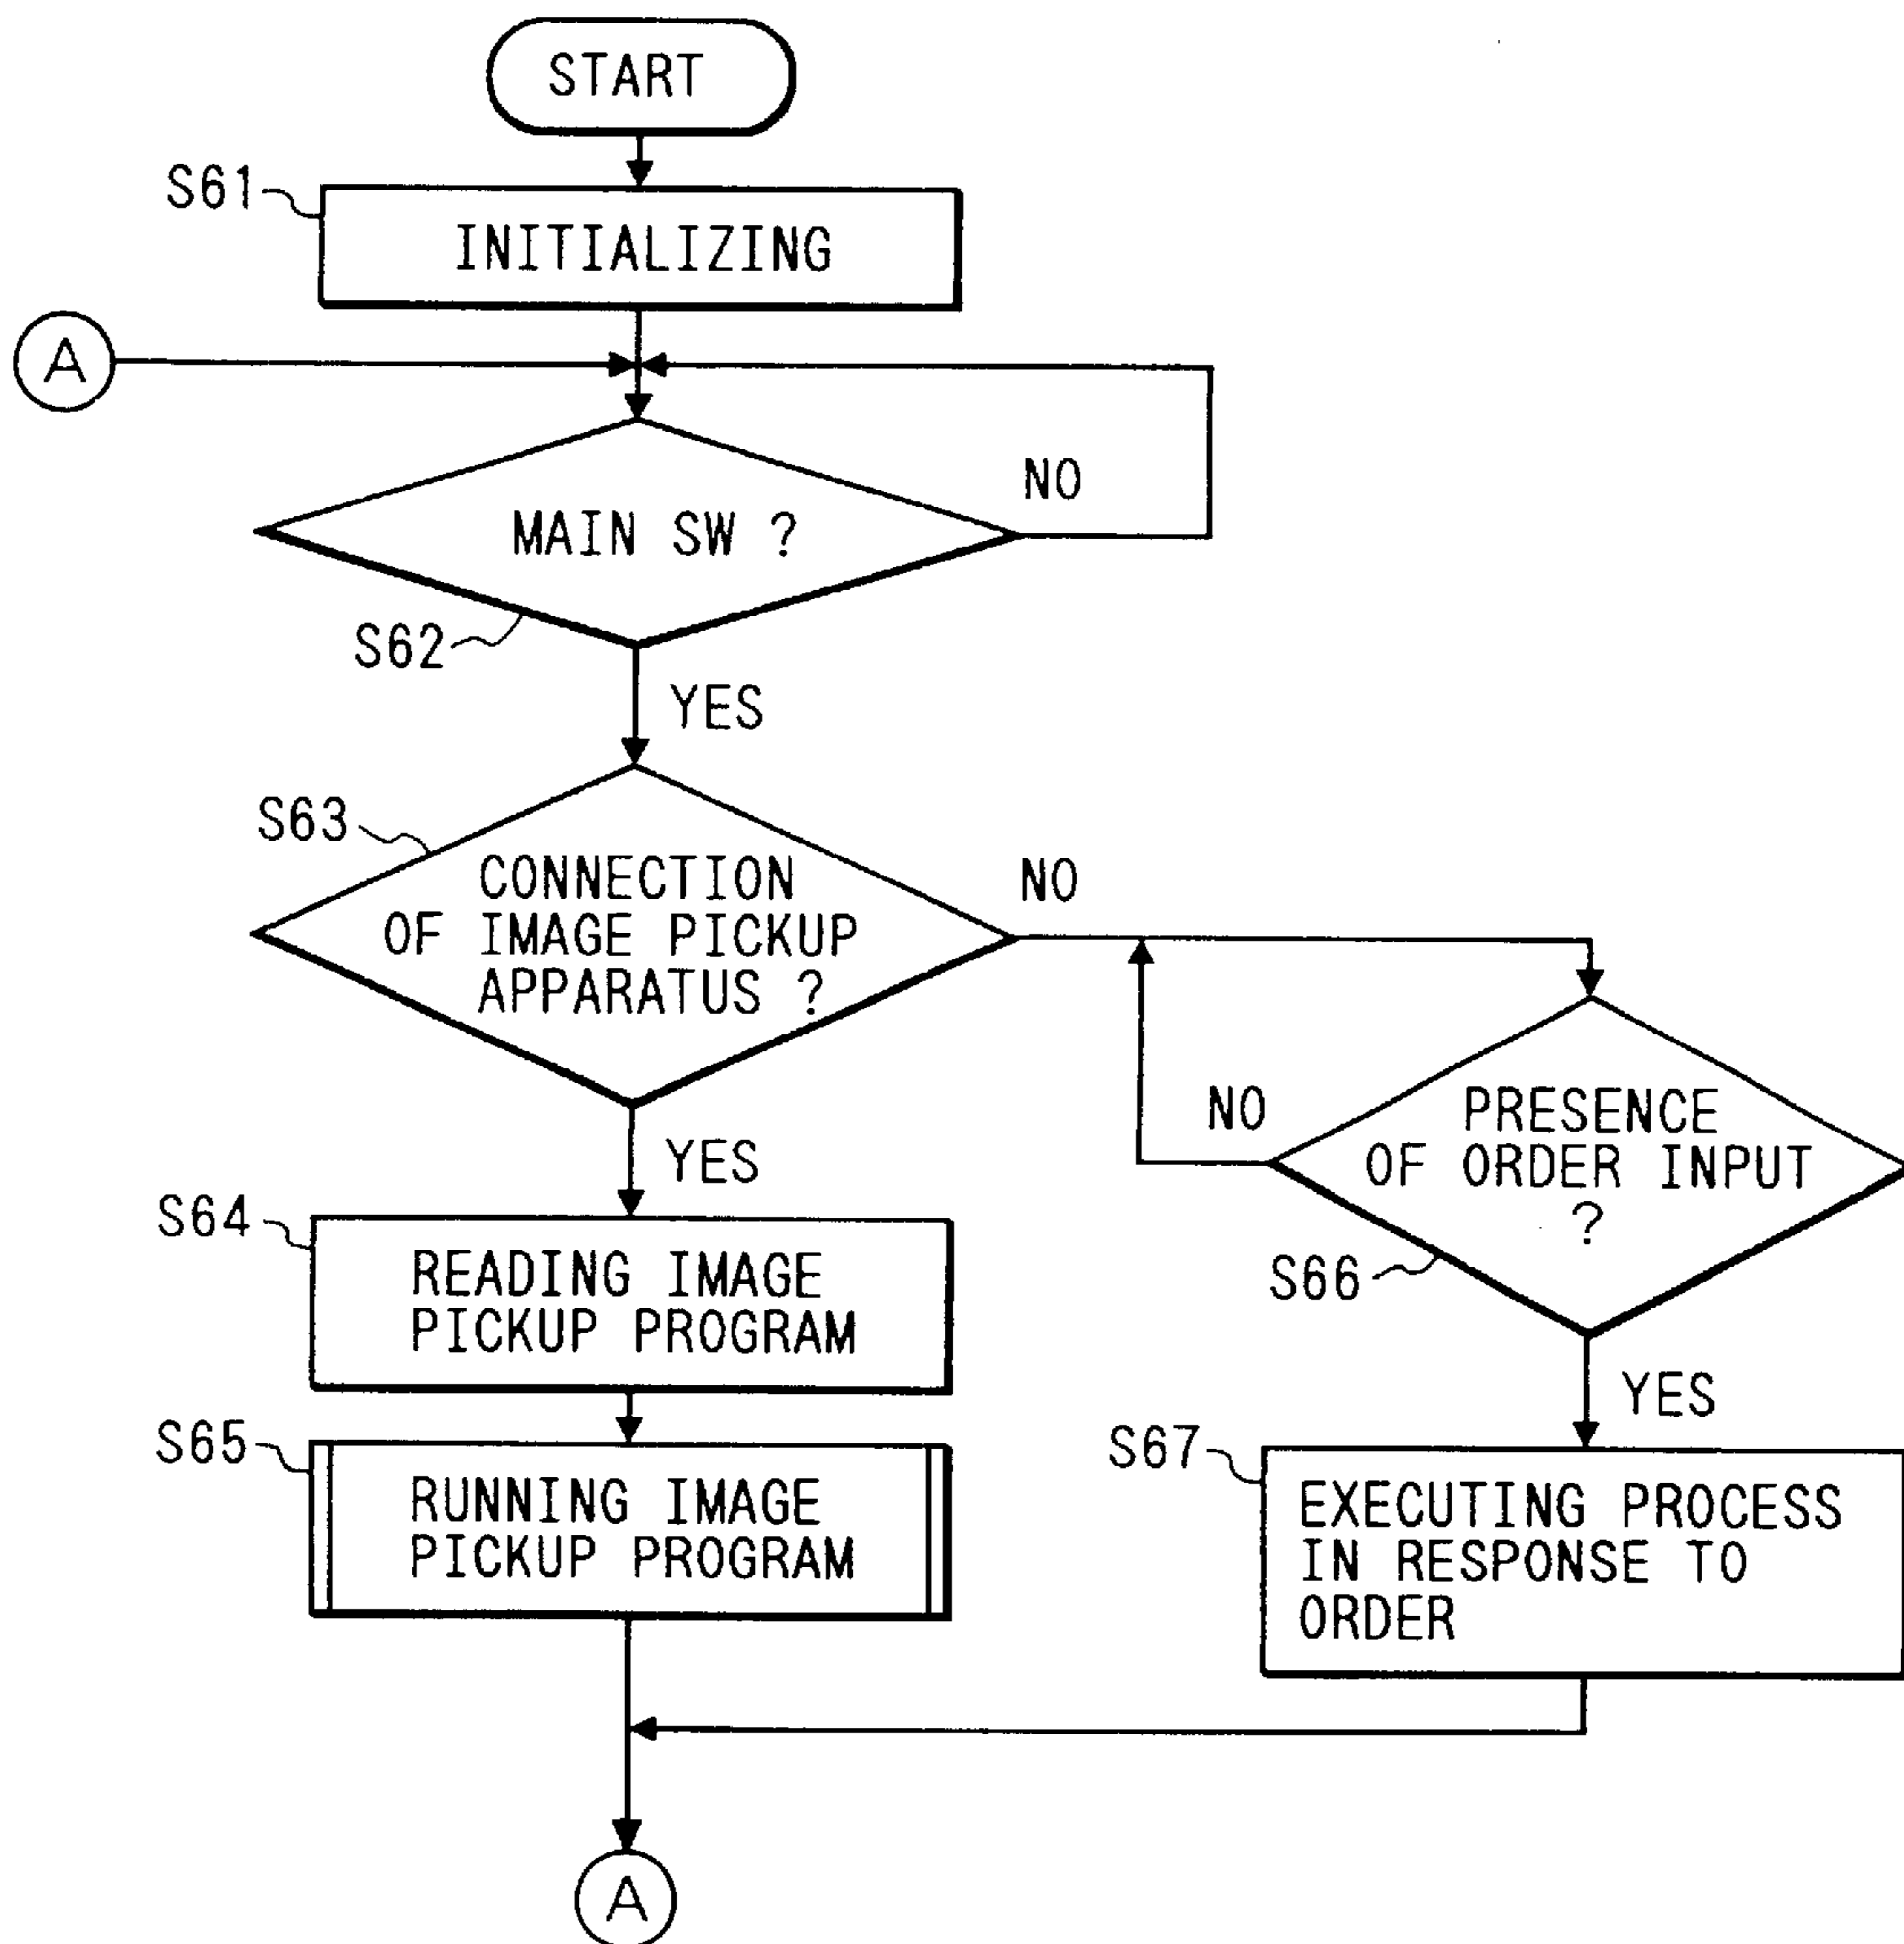 START
S61
INITIALIZING
A
NO
MAIN SW ?
S62
YES
S63
CONNECTION
OF IMAGE PICKUP
APPARATUS ?
NO
NO
PRESENCE
OF ORDER INPUT
?
S66
YES
S64
READING IMAGE
PICKUP PROGRAM
YES
S65
RUNNING IMAGE
PICKUP PROGRAM
S67
EXECUTING PROCESS
IN RESPONSE TO
ORDER
A